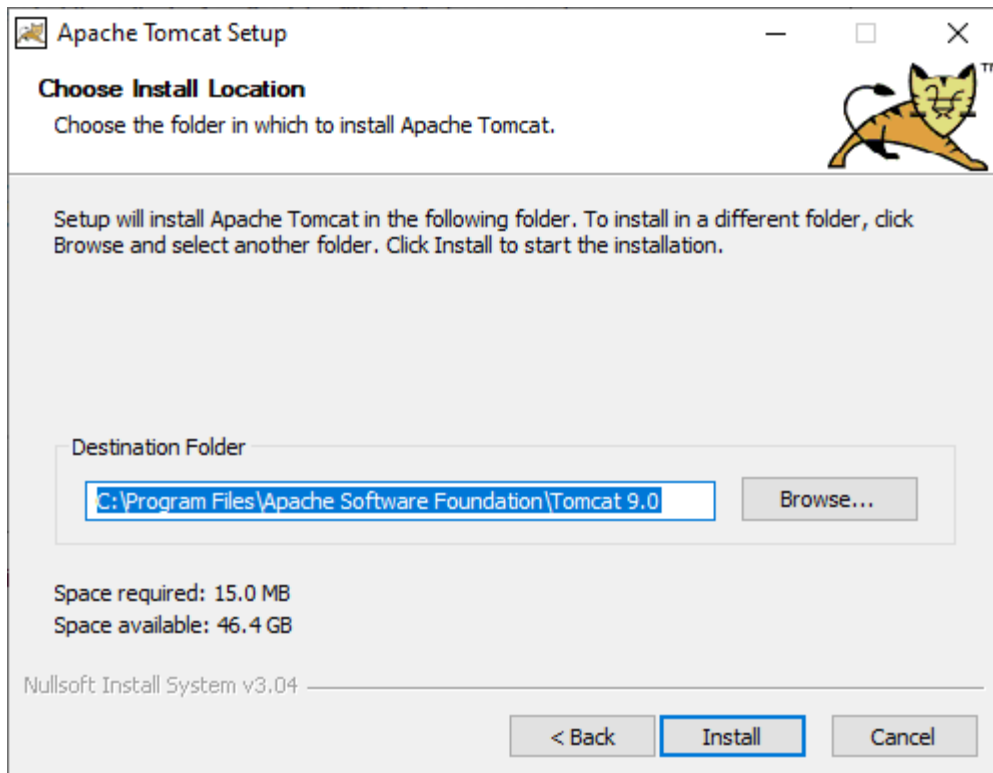 Apache Tomcat Setup
Choose Install Location
Choose the folder in which to install Apache Tomcat.
TM
Setup will install Apache Tomcat in the following folder. To install in a different folder, click
Browse and select another folder. Click Install to start the installation.
Destination Folder
C:\Program Files\Apache Software Foundation\Tomcat 9.0
Browse...
Space required: 15.0 MB
Space available: 46.4 GB
Nullsoft Install System v3.04
< Back
Install
Cancel